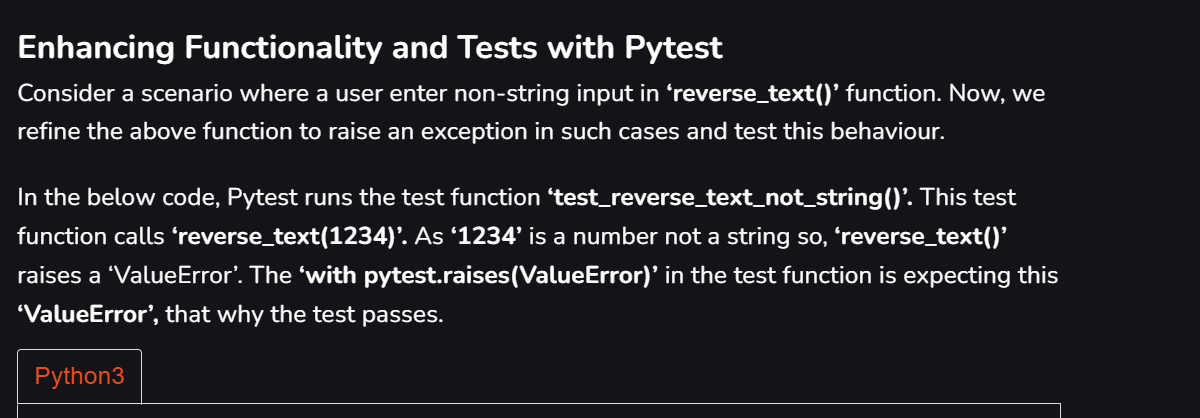 Enhancing Functionality and Tests with Pytest
Consider a scenario where a user enter non-string input in ‘reverse_text()’ function. Now, we
refine the above function to raise an exception in such cases and test this behaviour.
In the below code, Pytest runs the test function ‘test_reverse_text_not_string()’. This test
function calls ‘reverse_text(1234)’. As ‘1234’ is a number not a string so, ‘reverse_text()’
raises a ‘ValueError’. The ‘with pytest.raises(ValueError)’ in the test function is expecting this
‘ValueError’, that why the test passes.
Python3